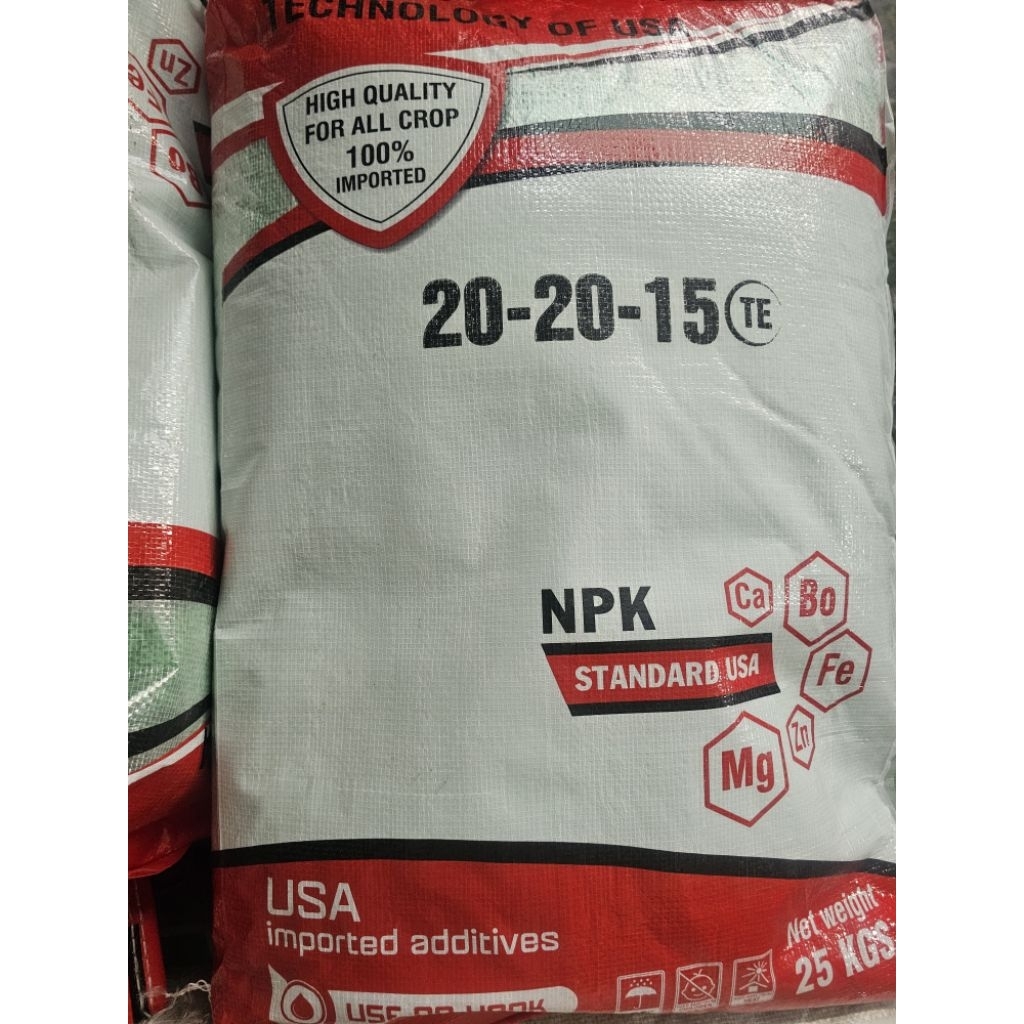 TECHNOLOGY OF USA
HIGH QUALITY
FOR ALL CROP
100%
IMPORTED
20-20-15 TE
Zn
NPK
STANDARD USA
Ca
Bo
Fe
Zn
Mg
USA
imported additives
Net weight
25 KGS